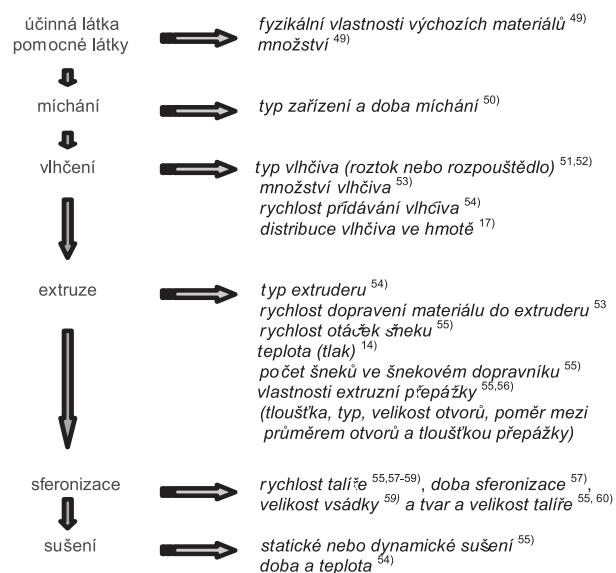 účinná látka
pomocné látky
fyzikální vlastnosti výchozích materiálů 49)
množství 49)
míchání
typ zařízení a doba míchání 50)
vlhčení
typ vlhčiva (roztok nebo rozpouštědlo) 51,52)
množství vlhčiva 53)
rychlost přidávání vlhčiva 54)
distribuce vlhčiva ve hmotě 17)
extruze
typ extruderu 54)
rychlost dopravení materiálu do extruderu 53
rychlost otáček šneku 55)
teplota (tlak) 14)
počet šneků ve šnekovém dopravníku 55)
vlastnosti extruzní přepážky 55,56)
(tloušťka, typ, velikost otvorů, poměr mezi
průměrem otvorů a tloušťkou přepážky)
sferonizace
rychlost talíře 55,57-59), doba sferonizace 57),
velikost vsádky 59) a tvar a velikost talíře 55, 60)
sušení
statické nebo dynamické sušení 55)
doba a teplota 54)